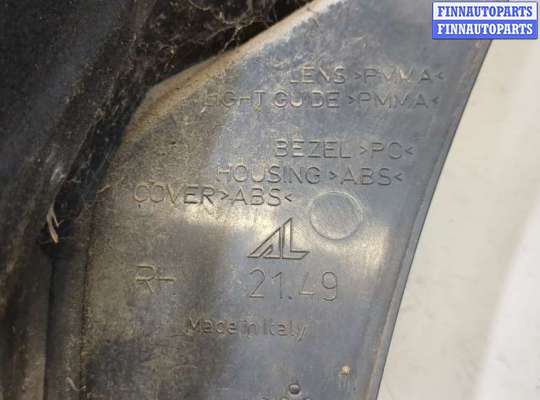 FINNAUTOPARTS
FINNAUTOPARTS
LENS >PMMA<
LIGHT GUIDE >PMMA<
BEZEL >PC<
HOUSING >ABS<
COVER >ABS<
AL
RH 21.49
Made in Italy